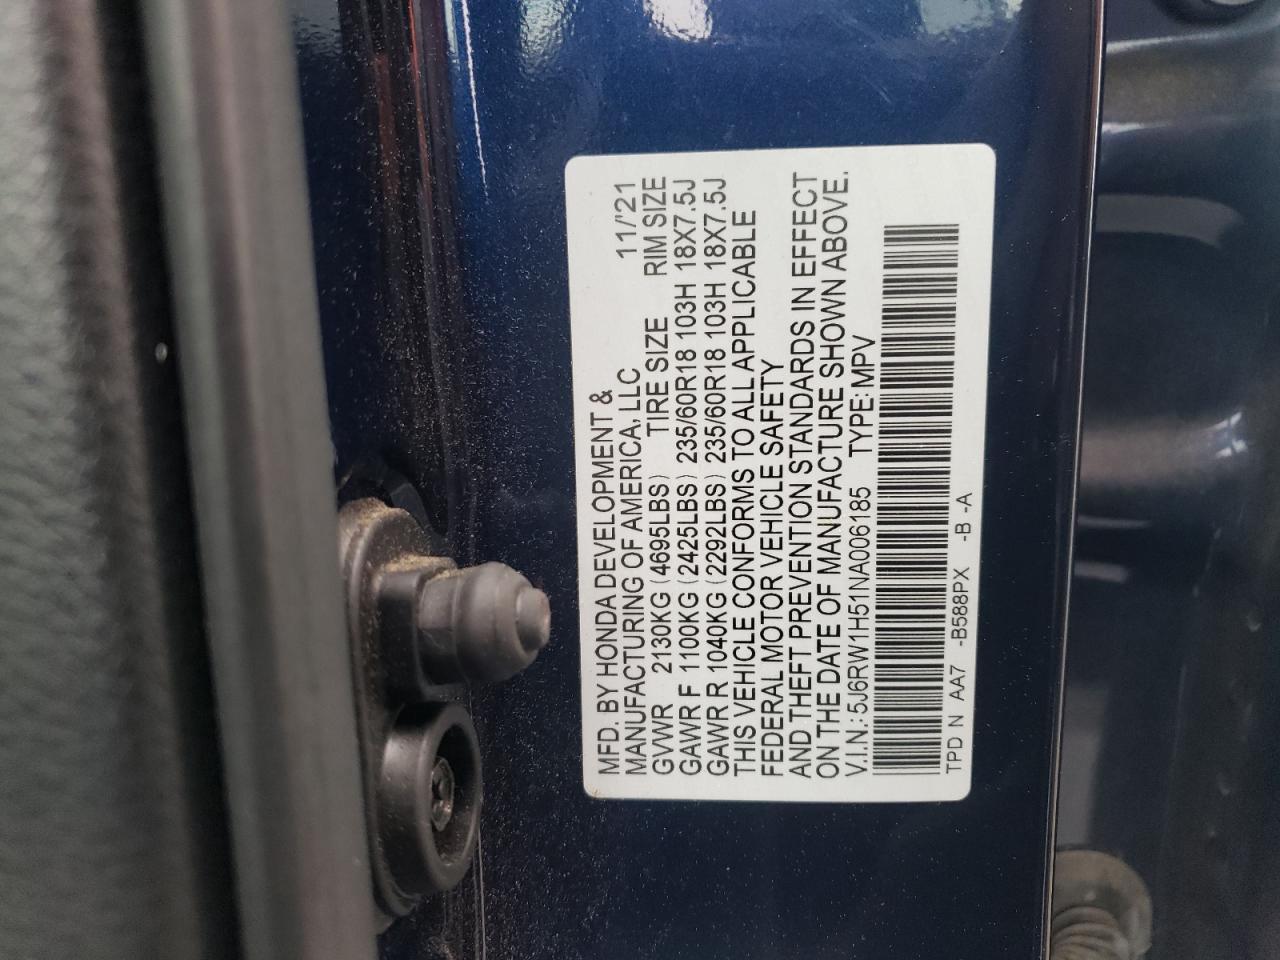 MFD. BY HONDA DEVELOPMENT &
MANUFACTURING OF AMERICA, LLC 11/'21
GVWR 2130KG (4695LBS) TIRE SIZE RIM SIZE
GAWR F 1100KG (2425LBS) 235/60R18 103H 18X7.5J
GAWR R 1040KG (2292LBS) 235/60R18 103H 18X7.5J
THIS VEHICLE CONFORMS TO ALL APPLICABLE
FEDERAL MOTOR VEHICLE SAFETY
AND THEFT PREVENTION STANDARDS IN EFFECT
ON THE DATE OF MANUFACTURE SHOWN ABOVE.
V.I.N.: 5J6RW1H51NA006185 TYPE: MPV
TPD N AA7 -B588PX -B -A